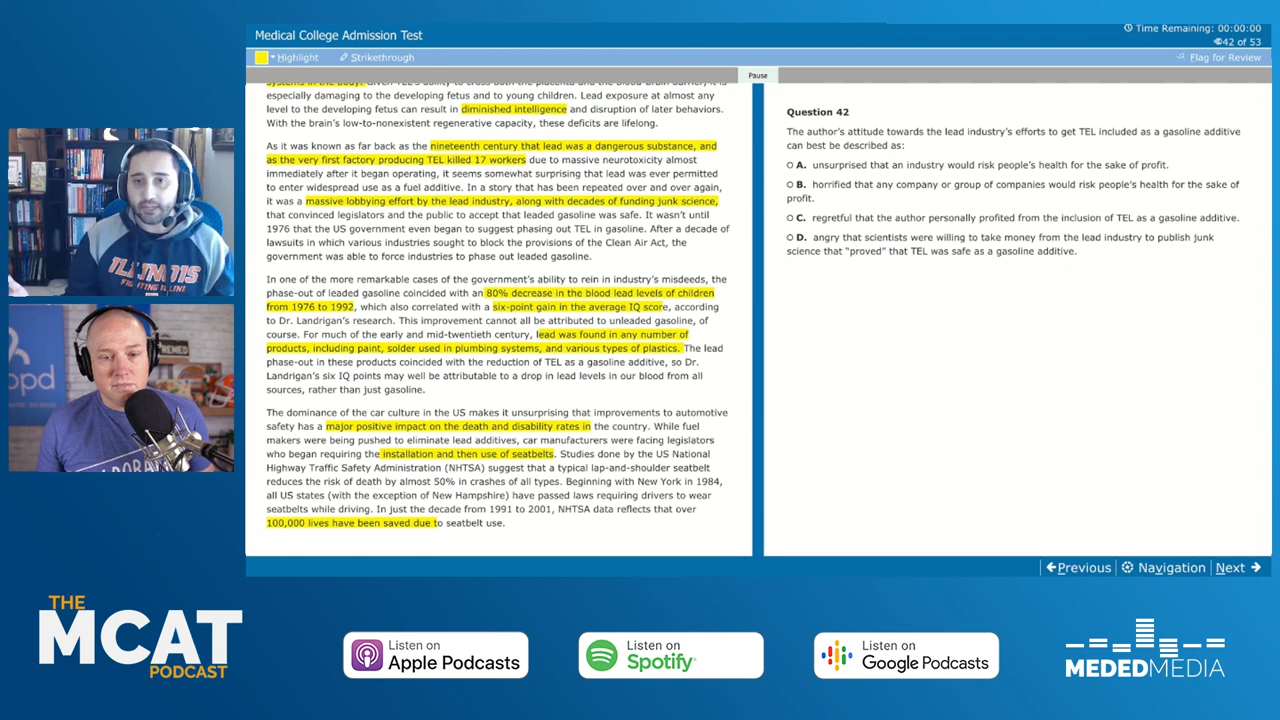 Medical College Admission Test
Time Remaining: 00:00:00
42 of 53
Highlight
Strikethrough
Flag for Review
Pause
systems in the body.
especially damaging to the developing fetus and to young children. Lead exposure at almost any
level to the developing fetus can result in diminished intelligence and disruption of later behaviors.
With the brain's low-to-nonexistent regenerative capacity, these deficits are lifelong.
As it was known as far back as the nineteenth century that lead was a dangerous substance, and
as the very first factory producing TEL killed 17 workers due to massive neurotoxicity almost
immediately after it began operating, it seems somewhat surprising that lead was ever permitted
to enter widespread use as a fuel additive. In a story that has been repeated over and over again,
it was a massive lobbying effort by the lead industry, along with decades of funding junk science,
that convinced legislators and the public to accept that leaded gasoline was safe. It wasn't until
1976 that the US government even began to suggest phasing out TEL in gasoline. After a decade of
lawsuits in which various industries sought to block the provisions of the Clean Air Act, the
government was able to force industries to phase out leaded gasoline.
In one of the more remarkable cases of the government's ability to rein in industry's misdeeds, the
phase-out of leaded gasoline coincided with an 80% decrease in the blood lead levels of children
from 1976 to 1992, which also correlated with a six-point gain in the average IQ score, according
to Dr. Landrigan's research. This improvement cannot all be attributed to unleaded gasoline, of
course. For much of the early and mid-twentieth century, lead was found in any number of
products, including paint, solder used in plumbing systems, and various types of plastics. The lead
phase-out in these products coincided with the reduction of TEL as a gasoline additive, so Dr.
Landrigan's six IQ points may well be attributable to a drop in lead levels in our blood from all
sources, rather than just gasoline.
The dominance of the car culture in the US makes it unsurprising that improvements to automotive
safety has a major positive impact on the death and disability rates in the country. While fuel
makers were being pushed to eliminate lead additives, car manufacturers were facing legislators
who began requiring the installation and then use of seatbelts. Studies done by the US National
Highway Traffic Safety Administration (NHTSA) suggest that a typical lap-and-shoulder seatbelt
reduces the risk of death by almost 50% in crashes of all types. Beginning with New York in 1984,
all US states (with the exception of New Hampshire) have passed laws requiring drivers to wear
seatbelts while driving. In just the decade from 1991 to 2001, NHTSA data reflects that over
100,000 lives have been saved due to seatbelt use.
Question 42
The author's attitude towards the lead industry's efforts to get TEL included as a gasoline additive
can best be described as:
A. unsurprised that an industry would risk people's health for the sake of profit.
B. horrified that any company or group of companies would risk people's health for the sake of
profit.
C. regretful that the author personally profited from the inclusion of TEL as a gasoline additive.
D. angry that scientists were willing to take money from the lead industry to publish junk
science that "proved" that TEL was safe as a gasoline additive.
Previous
Navigation
Next
ILLINOIS
THE
MCAT
PODCAST
Listen on
Apple Podcasts
Listen on
Spotify
Listen on
Google Podcasts
MEDEDMEDIA